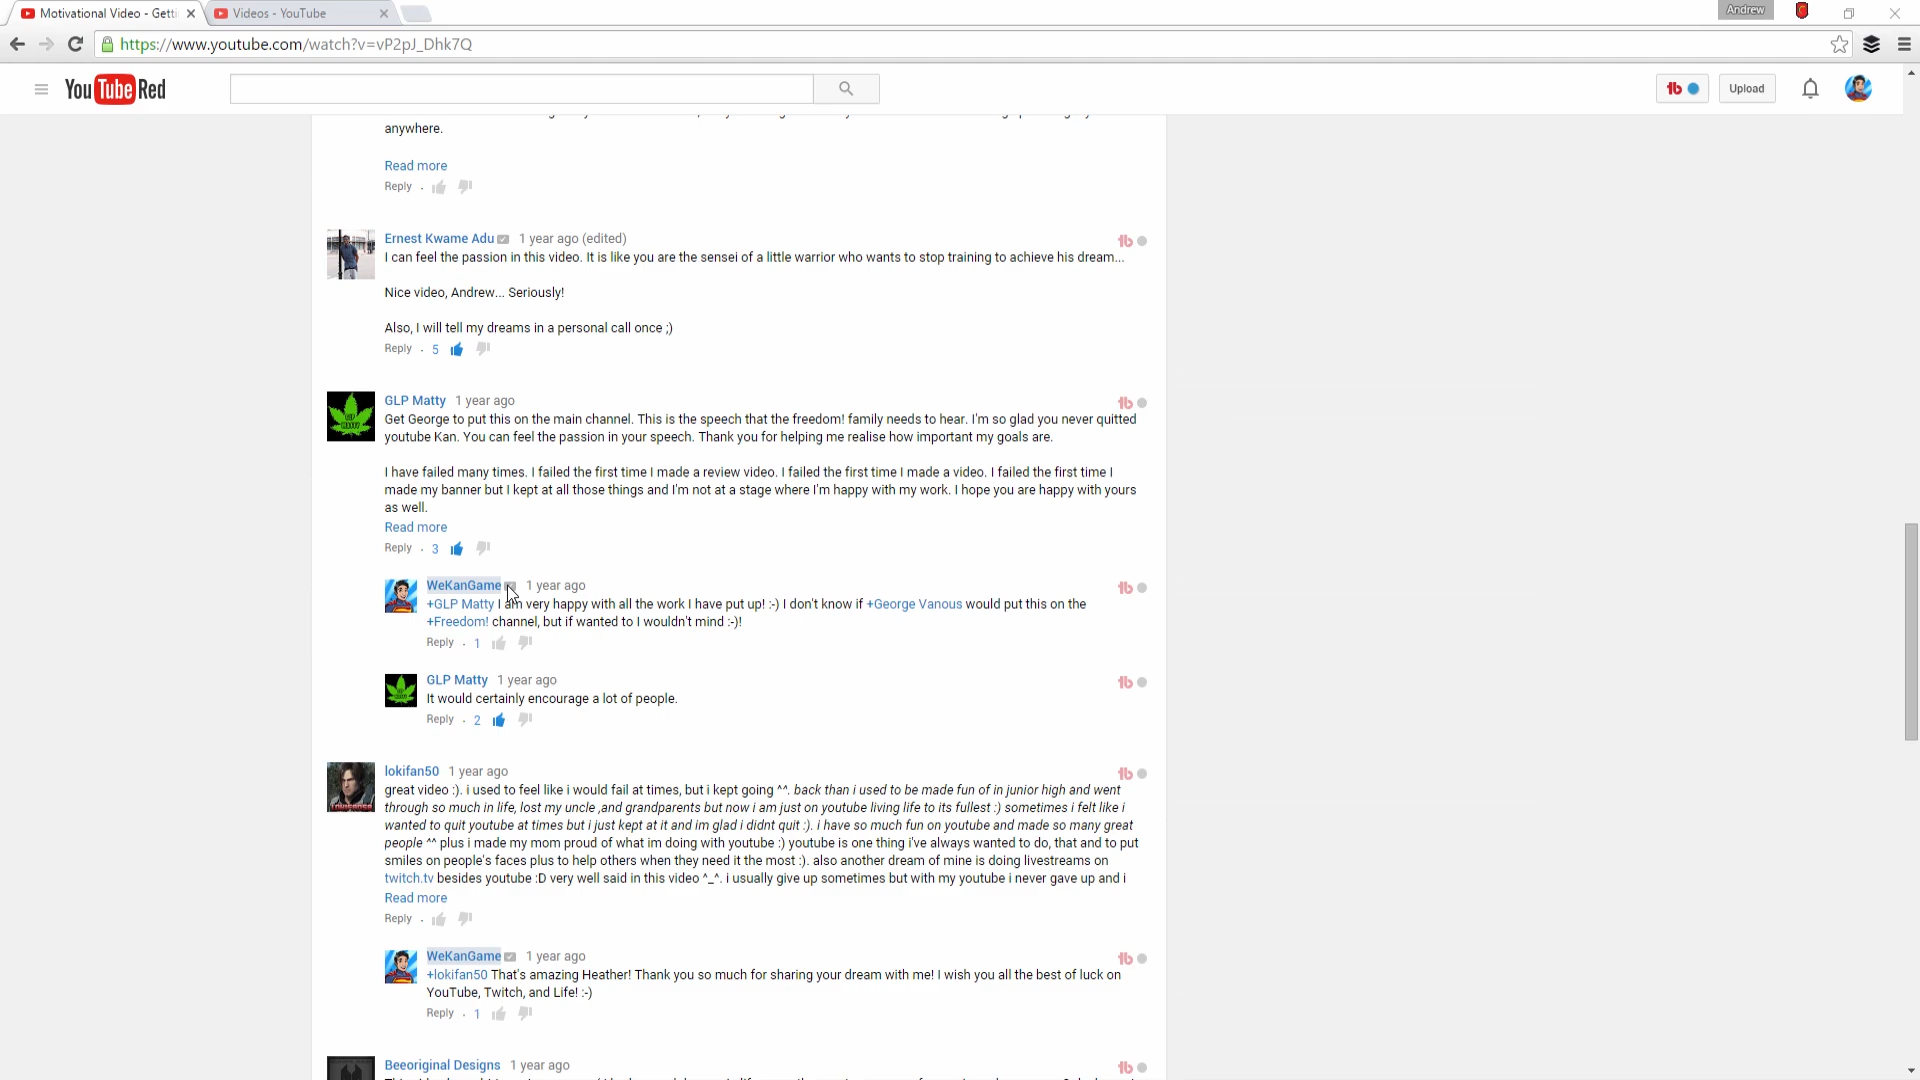 Motivational Video - Getti
Videos - YouTube
Andrew
https://www.youtube.com/watch?v=vP2pJ_Dhk7Q
YouTube Red
tb
Upload
anywhere.
Read more
Reply .
Ernest Kwame Adu 1 year ago (edited)
tb
I can feel the passion in this video. It is like you are the sensei of a little warrior who wants to stop training to achieve his dream...
Nice video, Andrew... Seriously!
Also, I will tell my dreams in a personal call once ;)
Reply . 5
GLP Matty 1 year ago
tb
Get George to put this on the main channel. This is the speech that the freedom! family needs to hear. I'm so glad you never quitted
youtube Kan. You can feel the passion in your speech. Thank you for helping me realise how important my goals are.
I have failed many times. I failed the first time I made a review video. I failed the first time I made a video. I failed the first time I
made my banner but I kept at all those things and I'm not at a stage where I'm happy with my work. I hope you are happy with yours
as well.
Read more
Reply . 3
WeKanGame 1 year ago
tb
+GLP Matty I am very happy with all the work I have put up! :-) I don't know if +George Vanous would put this on the
+Freedom! channel, but if wanted to I wouldn't mind :-)!
Reply . 1
GLP Matty 1 year ago
tb
It would certainly encourage a lot of people.
Reply . 2
lokifan50 1 year ago
tb
great video :). i used to feel like i would fail at times, but i kept going ^^. back than i used to be made fun of in junior high and went
through so much in life, lost my uncle ,and grandparents but now i am just on youtube living life to its fullest :) sometimes i felt like i
wanted to quit youtube at times but i just kept at it and im glad i didnt quit :). i have so much fun on youtube and made so many great
people ^^ plus i made my mom proud of what im doing with youtube :) youtube is one thing i've always wanted to do, that and to put
smiles on people's faces plus to help others when they need it the most :). also another dream of mine is doing livestreams on
twitch.tv besides youtube :D very well said in this video ^_^. i usually give up sometimes but with my youtube i never gave up and i
Read more
Reply .
WeKanGame 1 year ago
tb
+lokifan50 That's amazing Heather! Thank you so much for sharing your dream with me! I wish you all the best of luck on
YouTube, Twitch, and Life! :-)
Reply . 1
Beeoriginal Designs 1 year ago
tb